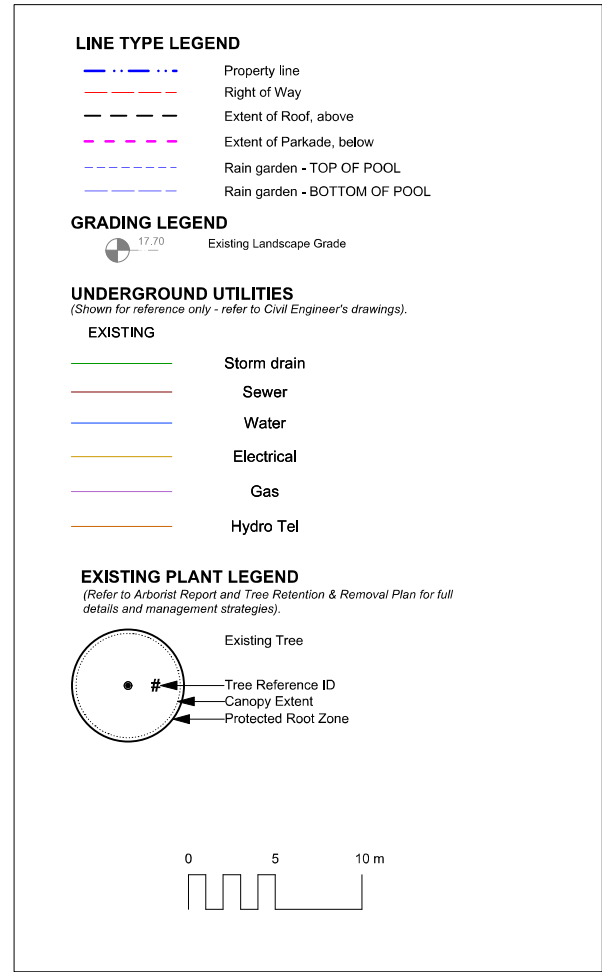 LINE TYPE LEGEND
Property line
Right of Way
Extent of Roof, above
Extent of Parkade, below
Rain garden - TOP OF POOL
Rain garden - BOTTOM OF POOL
GRADING LEGEND
17.70 Existing Landscape Grade
UNDERGROUND UTILITIES
(Shown for reference only - refer to Civil Engineer's drawings).
EXISTING
Storm drain
Sewer
Water
Electrical
Gas
Hydro Tel
EXISTING PLANT LEGEND
(Refer to Arborist Report and Tree Retention & Removal Plan for full
details and management strategies).
Existing Tree
# Tree Reference ID
Canopy Extent
Protected Root Zone
0 5 10 m